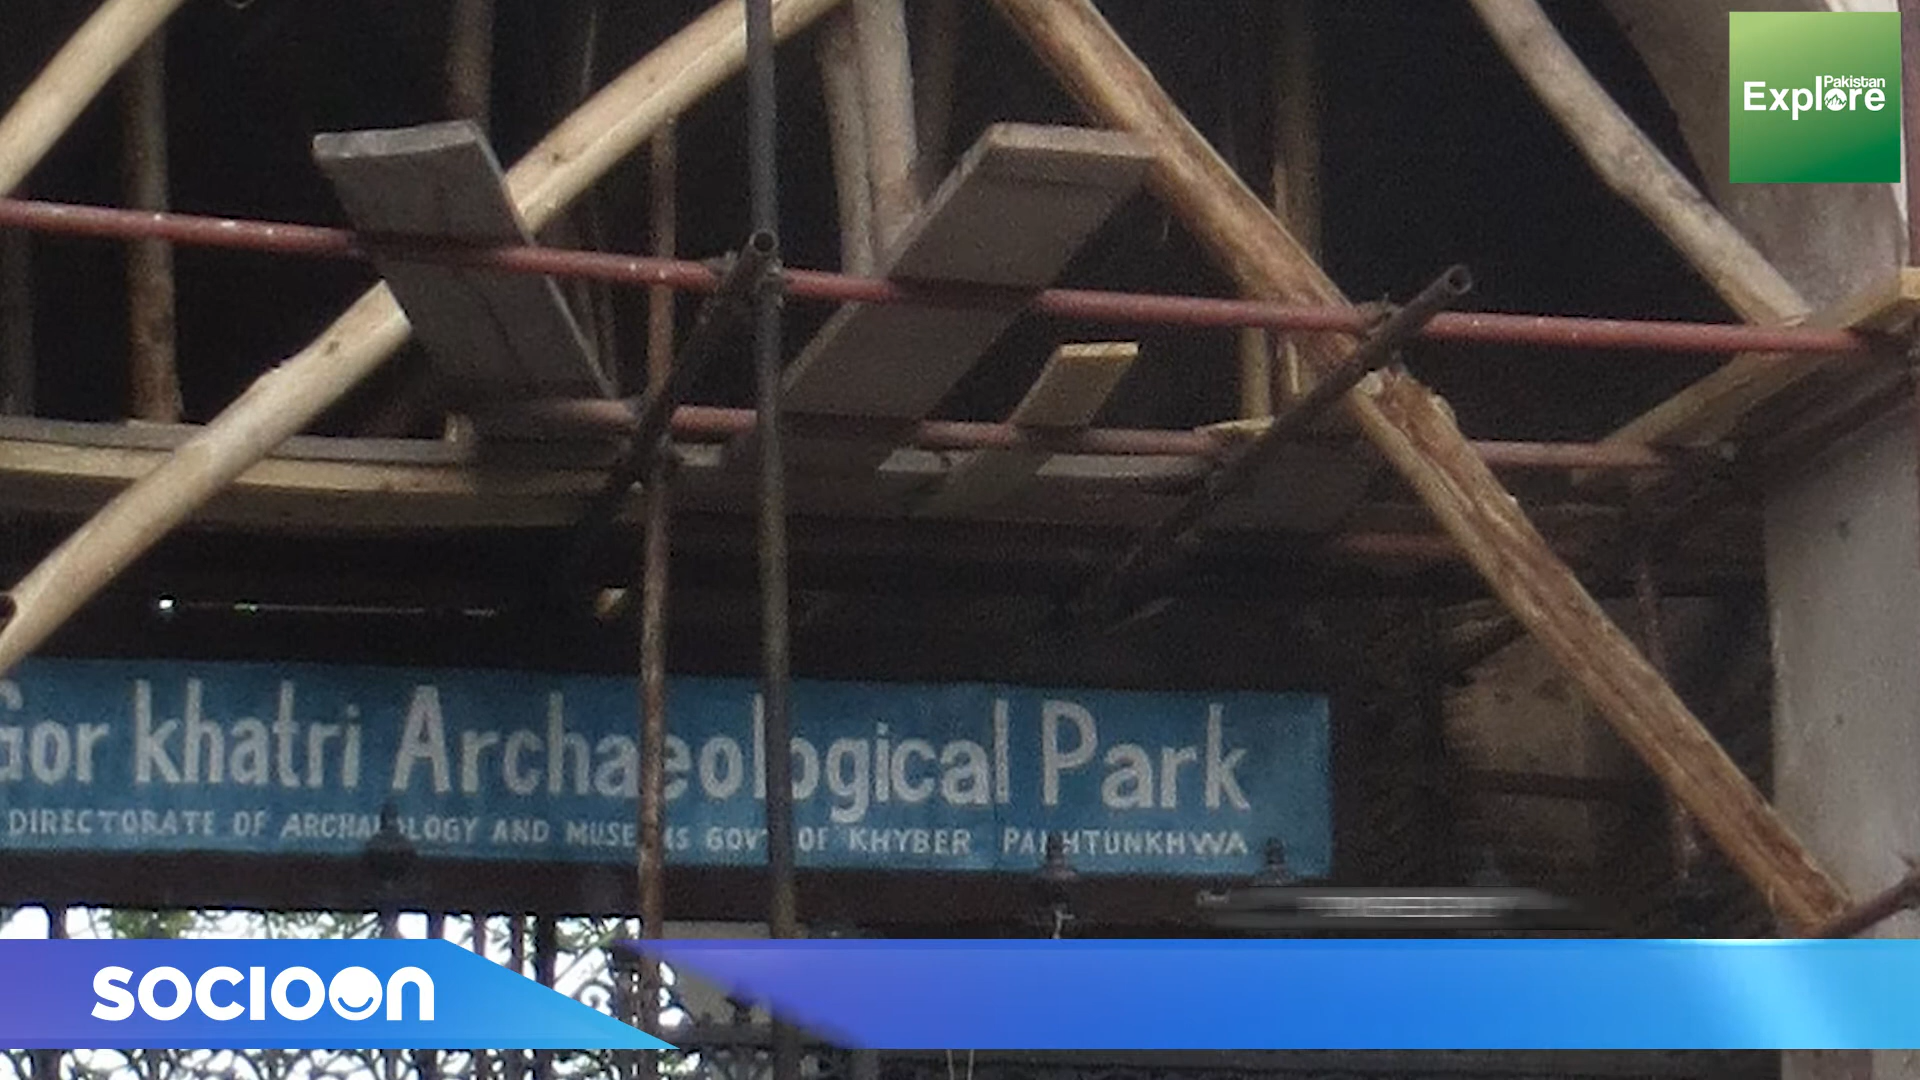 Pakistan
Explore
Gor khatri Archaeological Park
DIRECTORATE OF ARCHAEOLOGY AND MUSEUMS GOVT OF KHYBER PAKHTUNKHWA
SOCIOON